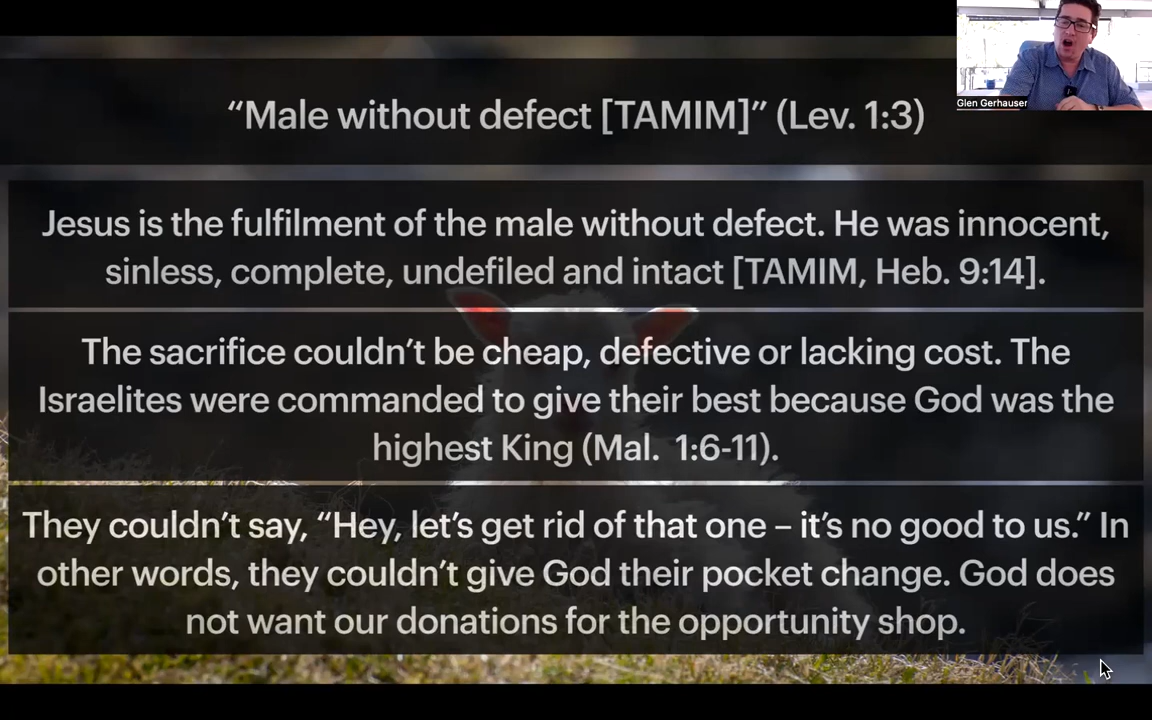 “Male without defect [TAMIM]” (Lev. 1:3)
Glen Gerhauser
Jesus is the fulfilment of the male without defect. He was innocent,
sinless, complete, undefiled and intact [TAMIM, Heb. 9:14].
The sacrifice couldn’t be cheap, defective or lacking cost. The
Israelites were commanded to give their best because God was the
highest King (Mal. 1:6-11).
They couldn’t say, “Hey, let’s get rid of that one – it’s no good to us.” In
other words, they couldn’t give God their pocket change. God does
not want our donations for the opportunity shop.